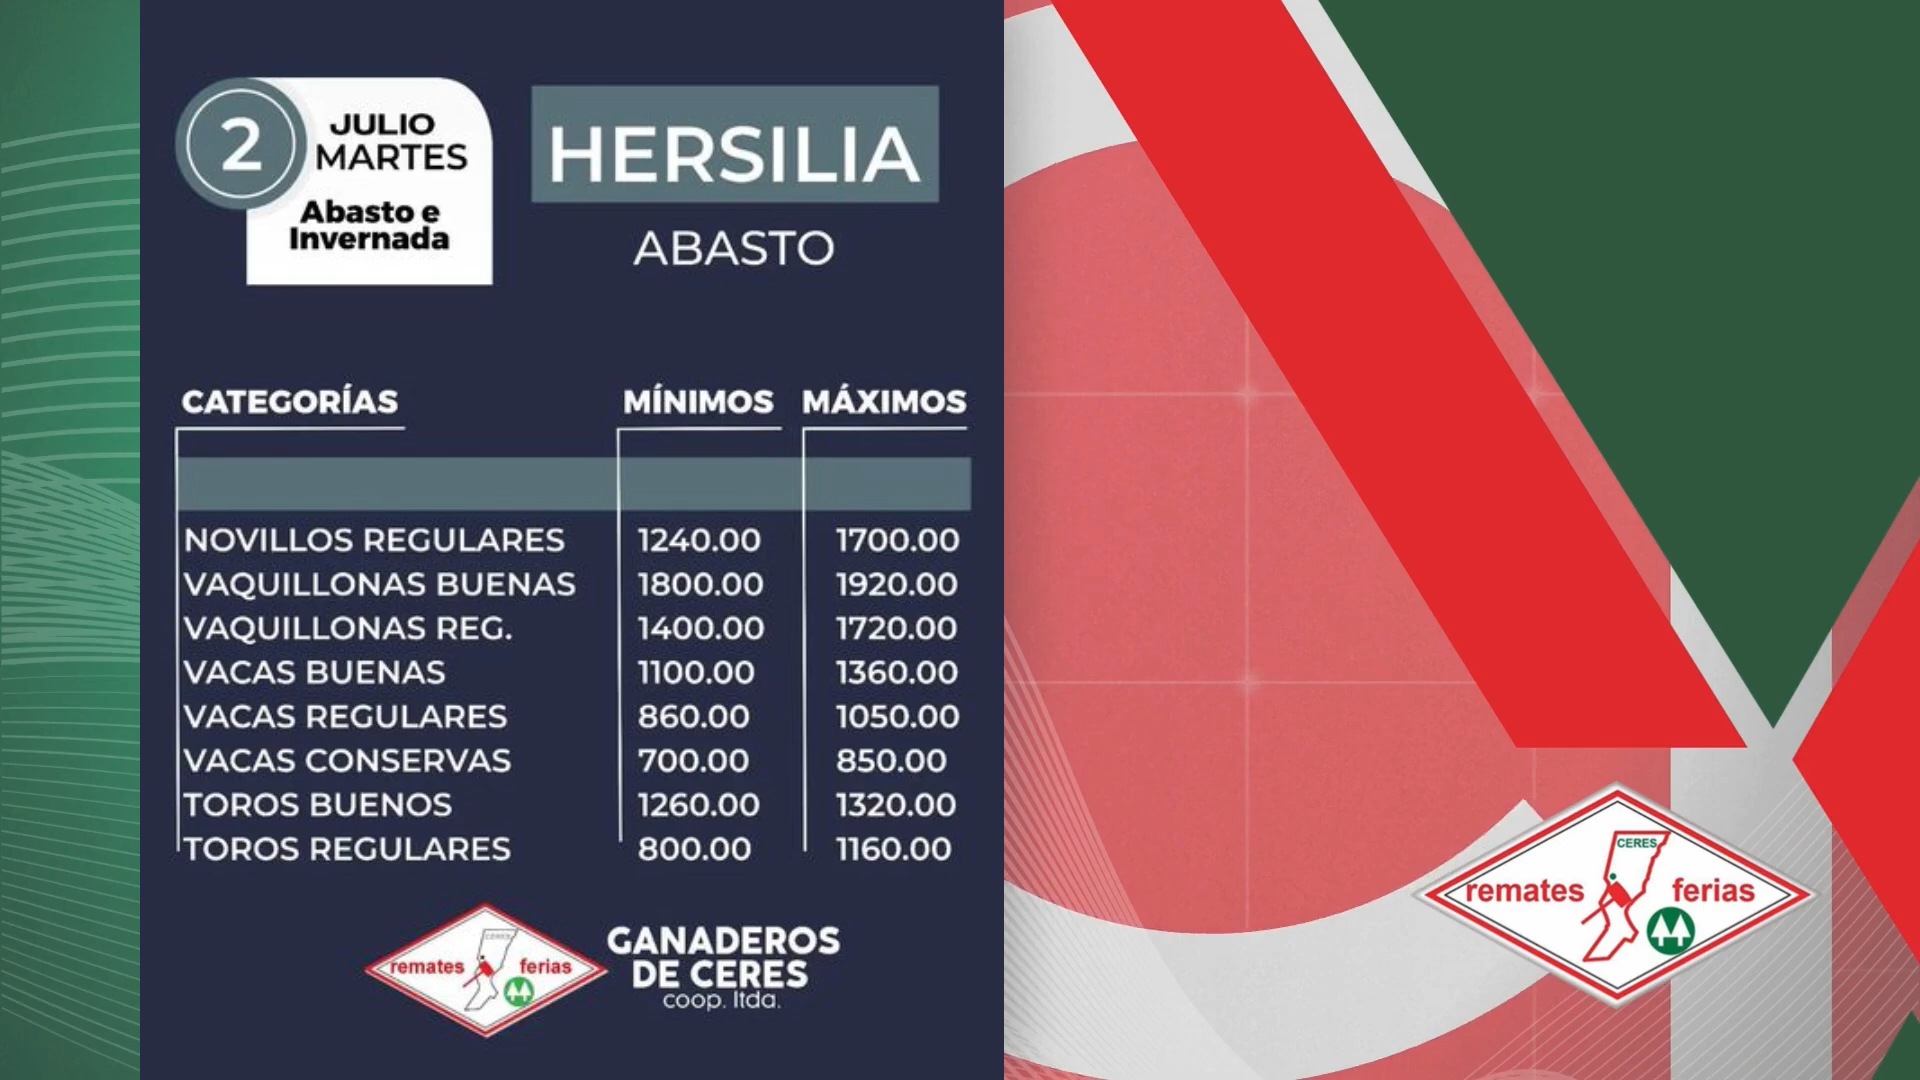 2
JULIO
MARTES
Abasto e
Invernada
HERSILIA
ABASTO
CATEGORÍAS MÍNIMOS MÁXIMOS
NOVILLOS REGULARES 1240.00 1700.00
VAQUILLONAS BUENAS 1800.00 1920.00
VAQUILLONAS REG. 1400.00 1720.00
VACAS BUENAS 1100.00 1360.00
VACAS REGULARES 860.00 1050.00
VACAS CONSERVAS 700.00 850.00
TOROS BUENOS 1260.00 1320.00
TOROS REGULARES 800.00 1160.00
CERES
remates ferias
GANADEROS
DE CERES
coop. ltda.
CERES
remates ferias